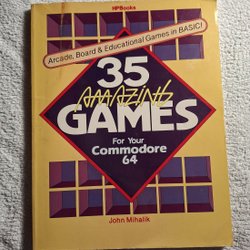 HPBooks
Arcade, Board & Educational Games in BASIC!
35
AMAZING
GAMES
For Your
Commodore
64
John Mihalik